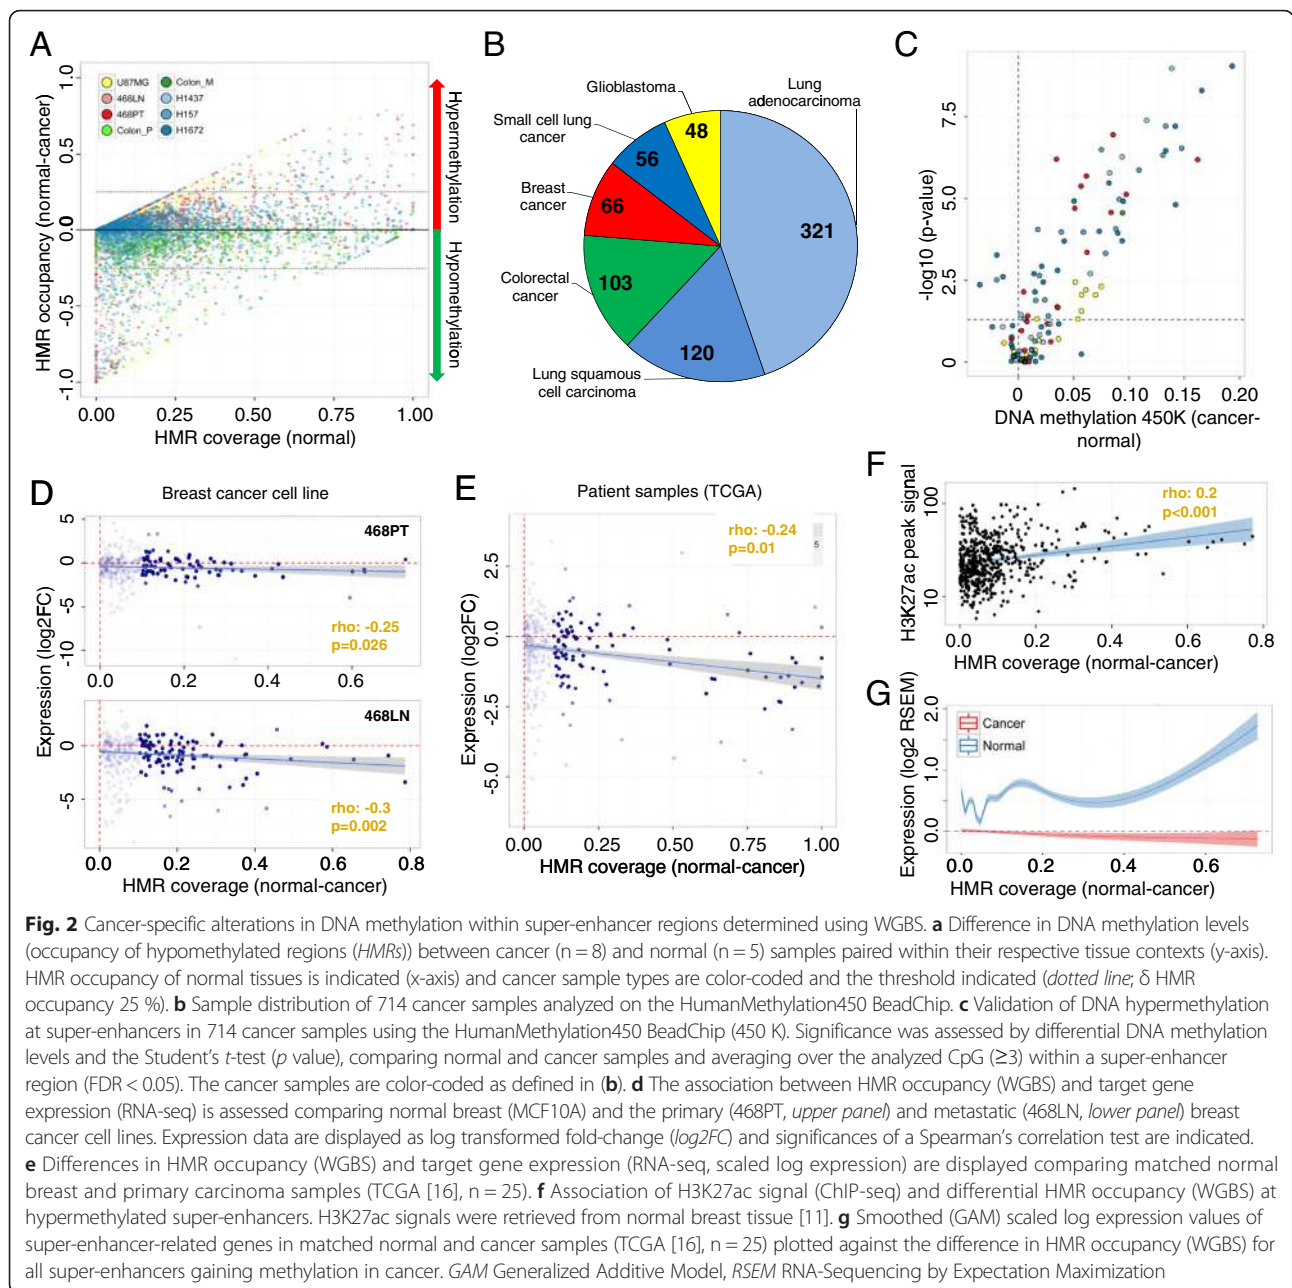 A
HMR occupancy (normal-cancer)
1.0
0.5
0.0
-0.5
-1.0
U87MG
466LN
468PT
Colon_P
Colon_M
H1437
H157
H1672
Hypermethylation
Hypomethylation
0.00 0.25 0.50 0.75 1.00
HMR coverage (normal)
B
Glioblastoma
Small cell lung
cancer
Breast
cancer
Colorectal
cancer
Lung squamous
cell carcinoma
Lung
adenocarcinoma
48
56
66
103
120
321
C
-log10 (p-value)
7.5
5.0
2.5
0
0 0.05 0.10 0.15 0.20
DNA methylation 450K (cancer-
normal)
D
Breast cancer cell line
Expression (log2FC)
468PT
5
0
-5
-10
rho: -0.25
p=0.026
0.0 0.2 0.4 0.6
468LN
0
-5
rho: -0.3
p=0.002
0.0 0.2 0.4 0.6 0.8
HMR coverage (normal-cancer)
E
Patient samples (TCGA)
Expression (log2FC)
2.5
0.0
-2.5
-5.0
rho: -0.24
p=0.01
5
0.00 0.25 0.50 0.75 1.00
HMR coverage (normal-cancer)
F
H3K27ac peak signal
100
10
rho: 0.2
p<0.001
0.0 0.2 0.4 0.6 0.8
HMR coverage (normal-cancer)
G
Expression (log2 RSEM)
2.0
1.0
0.0
Cancer
Normal
0.0 0.2 0.4 0.6
HMR coverage (normal-cancer)
Fig. 2 Cancer-specific alterations in DNA methylation within super-enhancer regions determined using WGBS. a Difference in DNA methylation levels
(occupancy of hypomethylated regions (HMRs)) between cancer (n = 8) and normal (n = 5) samples paired within their respective tissue contexts (y-axis).
HMR occupancy of normal tissues is indicated (x-axis) and cancer sample types are color-coded and the threshold indicated (dotted line; δ HMR
occupancy 25 %). b Sample distribution of 714 cancer samples analyzed on the HumanMethylation450 BeadChip. c Validation of DNA hypermethylation
at super-enhancers in 714 cancer samples using the HumanMethylation450 BeadChip (450 K). Significance was assessed by differential DNA methylation
levels and the Student's t-test (p value), comparing normal and cancer samples and averaging over the analyzed CpG (≥3) within a super-enhancer
region (FDR < 0.05). The cancer samples are color-coded as defined in (b). d The association between HMR occupancy (WGBS) and target gene
expression (RNA-seq) is assessed comparing normal breast (MCF10A) and the primary (468PT, upper panel) and metastatic (468LN, lower panel) breast
cancer cell lines. Expression data are displayed as log transformed fold-change (log2FC) and significances of a Spearman's correlation test are indicated.
e Differences in HMR occupancy (WGBS) and target gene expression (RNA-seq, scaled log expression) are displayed comparing matched normal
breast and primary carcinoma samples (TCGA [16], n = 25). f Association of H3K27ac signal (ChIP-seq) and differential HMR occupancy (WGBS) at
hypermethylated super-enhancers. H3K27ac signals were retrieved from normal breast tissue [11]. g Smoothed (GAM) scaled log expression values of
super-enhancer-related genes in matched normal and cancer samples (TCGA [16], n = 25) plotted against the difference in HMR occupancy (WGBS) for
all super-enhancers gaining methylation in cancer. GAM Generalized Additive Model, RSEM RNA-Sequencing by Expectation Maximization